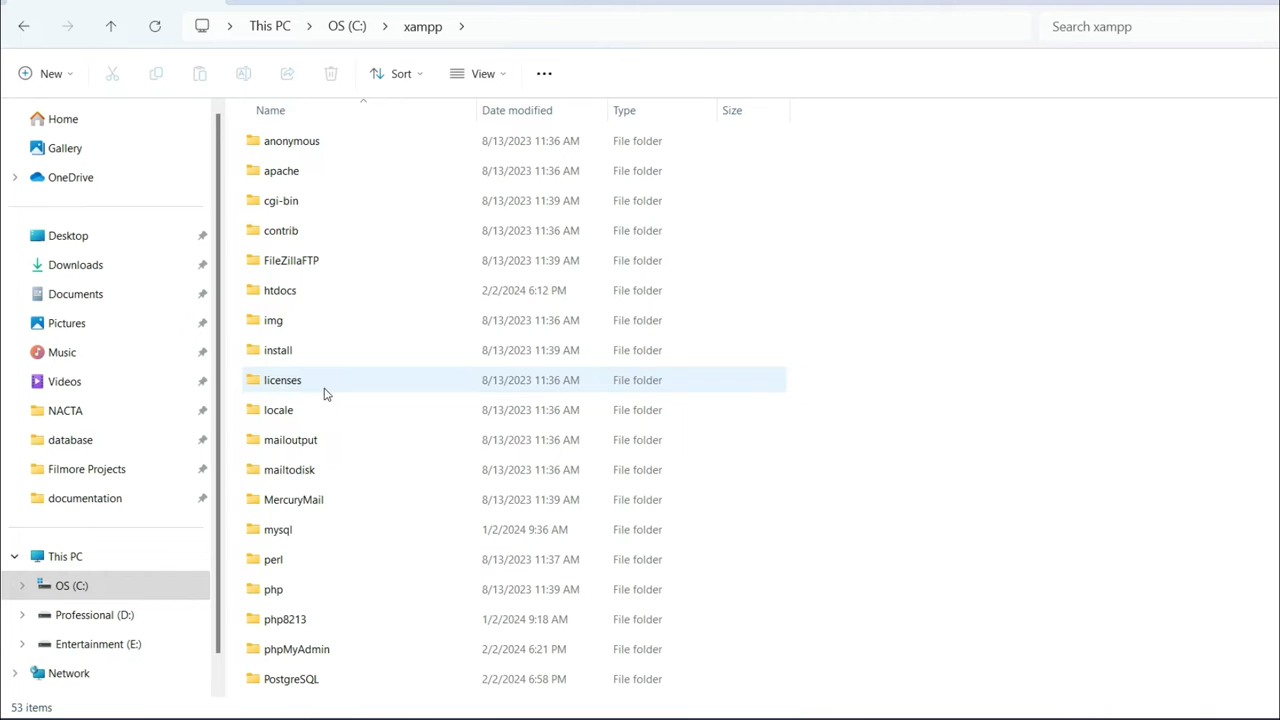 This PC > OS (C:) > xampp >
Search xampp
New Sort View
Name Date modified Type Size
Home
Gallery
OneDrive
Desktop
Downloads
Documents
Pictures
Music
Videos
NACTA
database
Filmore Projects
documentation
This PC
OS (C:)
Professional (D:)
Entertainment (E:)
Network
anonymous 8/13/2023 11:36 AM File folder
apache 8/13/2023 11:36 AM File folder
cgi-bin 8/13/2023 11:39 AM File folder
contrib 8/13/2023 11:36 AM File folder
FileZillaFTP 8/13/2023 11:39 AM File folder
htdocs 2/2/2024 6:12 PM File folder
img 8/13/2023 11:36 AM File folder
install 8/13/2023 11:39 AM File folder
licenses 8/13/2023 11:36 AM File folder
locale 8/13/2023 11:36 AM File folder
mailoutput 8/13/2023 11:36 AM File folder
mailtodisk 8/13/2023 11:36 AM File folder
MercuryMail 8/13/2023 11:39 AM File folder
mysql 1/2/2024 9:36 AM File folder
perl 8/13/2023 11:37 AM File folder
php 8/13/2023 11:39 AM File folder
php8213 1/2/2024 9:18 AM File folder
phpMyAdmin 2/2/2024 6:21 PM File folder
PostgreSQL 2/2/2024 6:58 PM File folder
53 items